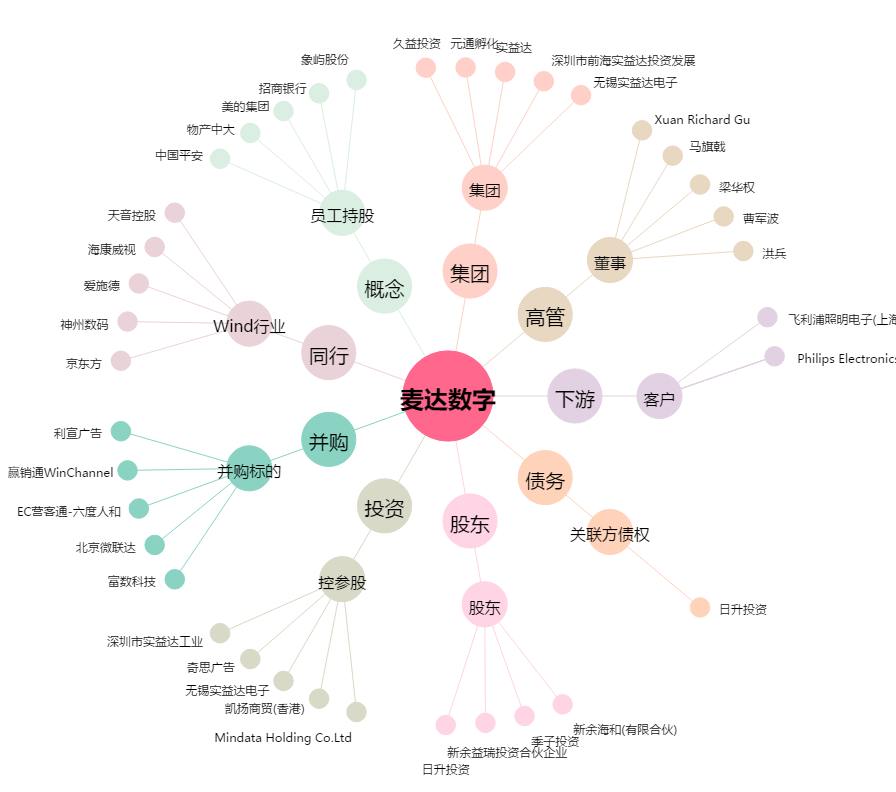 久益投资
元通孵化
实益达
深圳市前海实益达投资发展
无锡实益达电子
象屿股份
招商银行
美的集团
物产中大
中国平安
Xuan Richard Gu
马旗戟
梁华权
曹军波
洪兵
集团
员工持股
董事
集团
概念
高管
天音控股
海康威视
爱施德
神州数码
京东方
Wind行业
同行
飞利浦照明电子(上海
Philips Electronics
麦达数字
下游
客户
利宣广告
赢销通WinChannel
EC营客通-六度人和
北京微联达
富数科技
并购标的
并购
投资
股东
债务
关联方债权
日升投资
控参股
股东
深圳市实益达工业
奇思广告
无锡实益达电子
凯扬商贸(香港)
Mindata Holding Co.Ltd
新余海和(有限合伙)
季子投资
新余益瑞投资合伙企业
日升投资